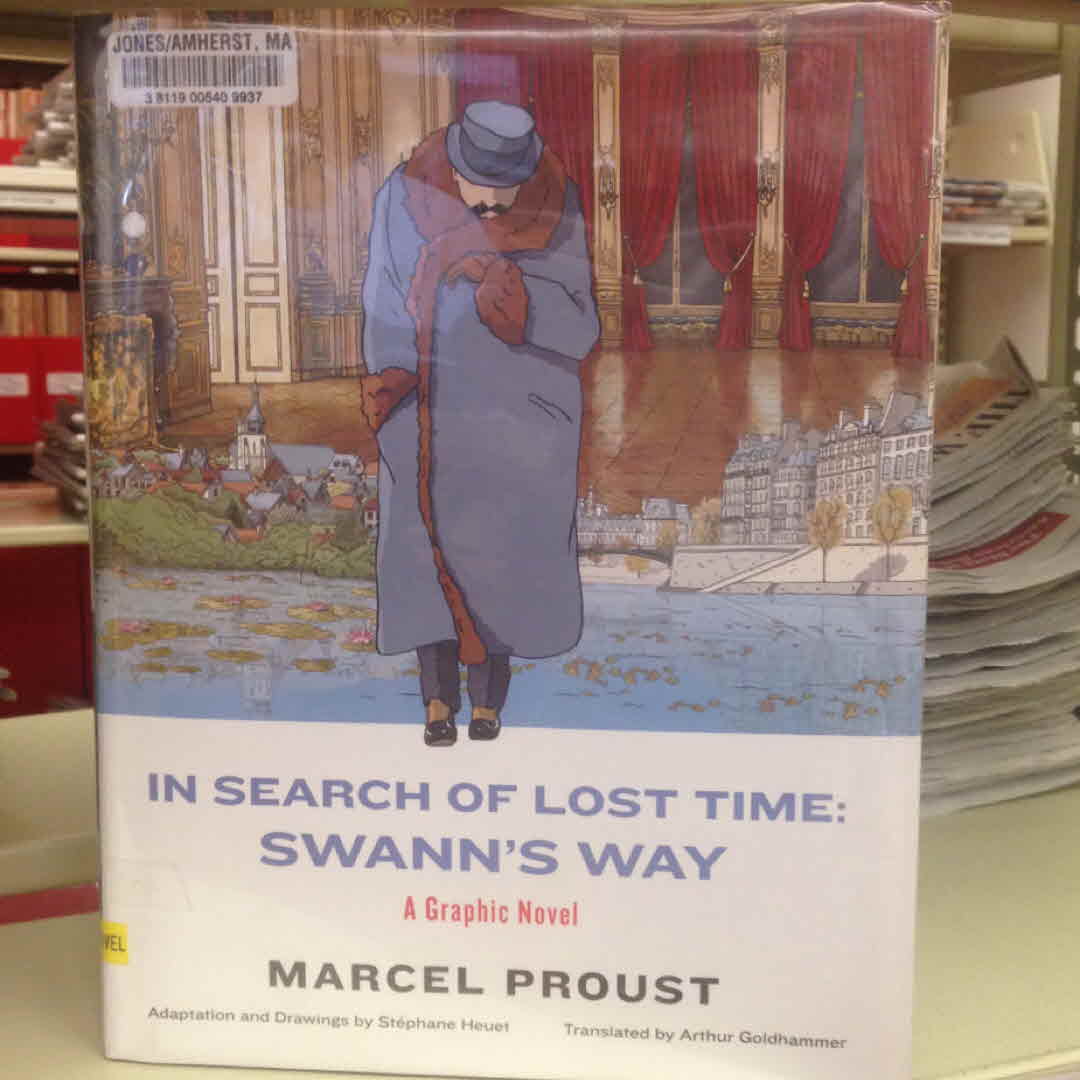 JONES/AMHERST, MA
3 8119 00540 9937
IN SEARCH OF LOST TIME:
SWANN'S WAY
A Graphic Novel
VEL
MARCEL PROUST
Adaptation and Drawings by Stéphane Heuet Translated by Arthur Goldhammer